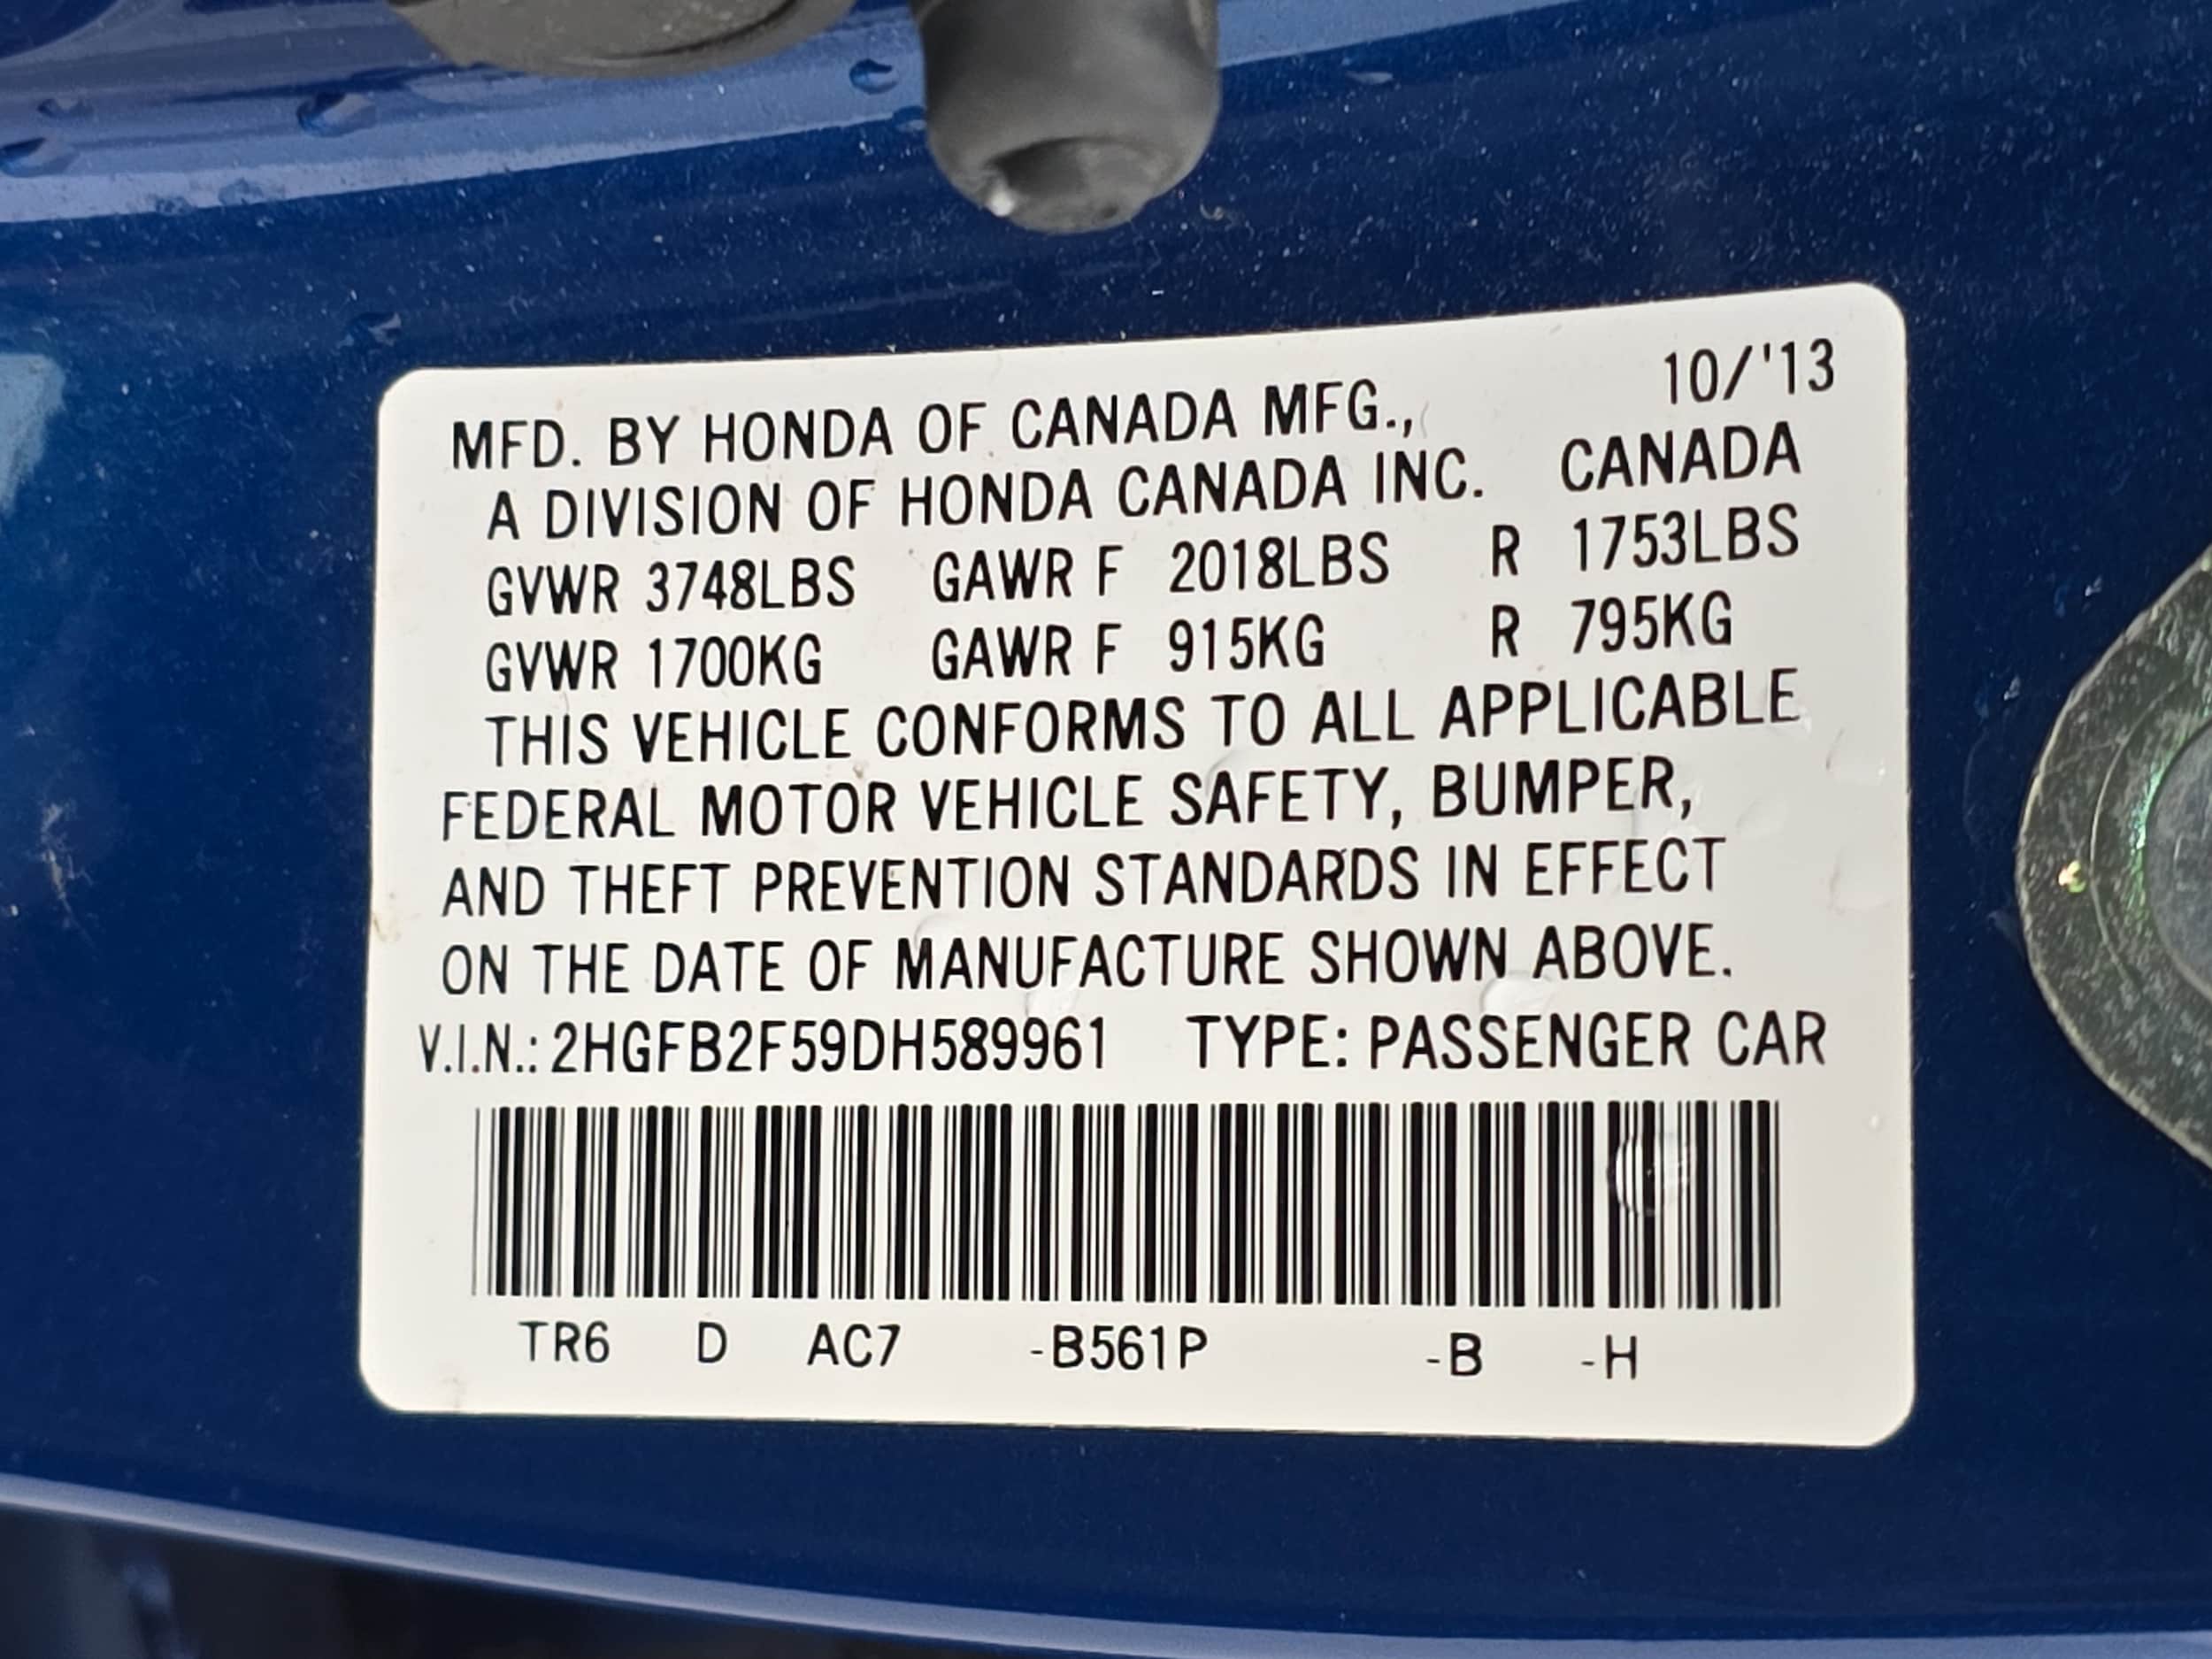 10/'13
MFD. BY HONDA OF CANADA MFG.,
A DIVISION OF HONDA CANADA INC. CANADA
GVWR 3748LBS GAWR F 2018LBS R 1753LBS
GVWR 1700KG GAWR F 915KG R 795KG
THIS VEHICLE CONFORMS TO ALL APPLICABLE
FEDERAL MOTOR VEHICLE SAFETY, BUMPER,
AND THEFT PREVENTION STANDARDS IN EFFECT
ON THE DATE OF MANUFACTURE SHOWN ABOVE.
V.I.N.: 2HGFB2F59DH589961 TYPE: PASSENGER CAR
TR6 D AC7 -B561P -B -H